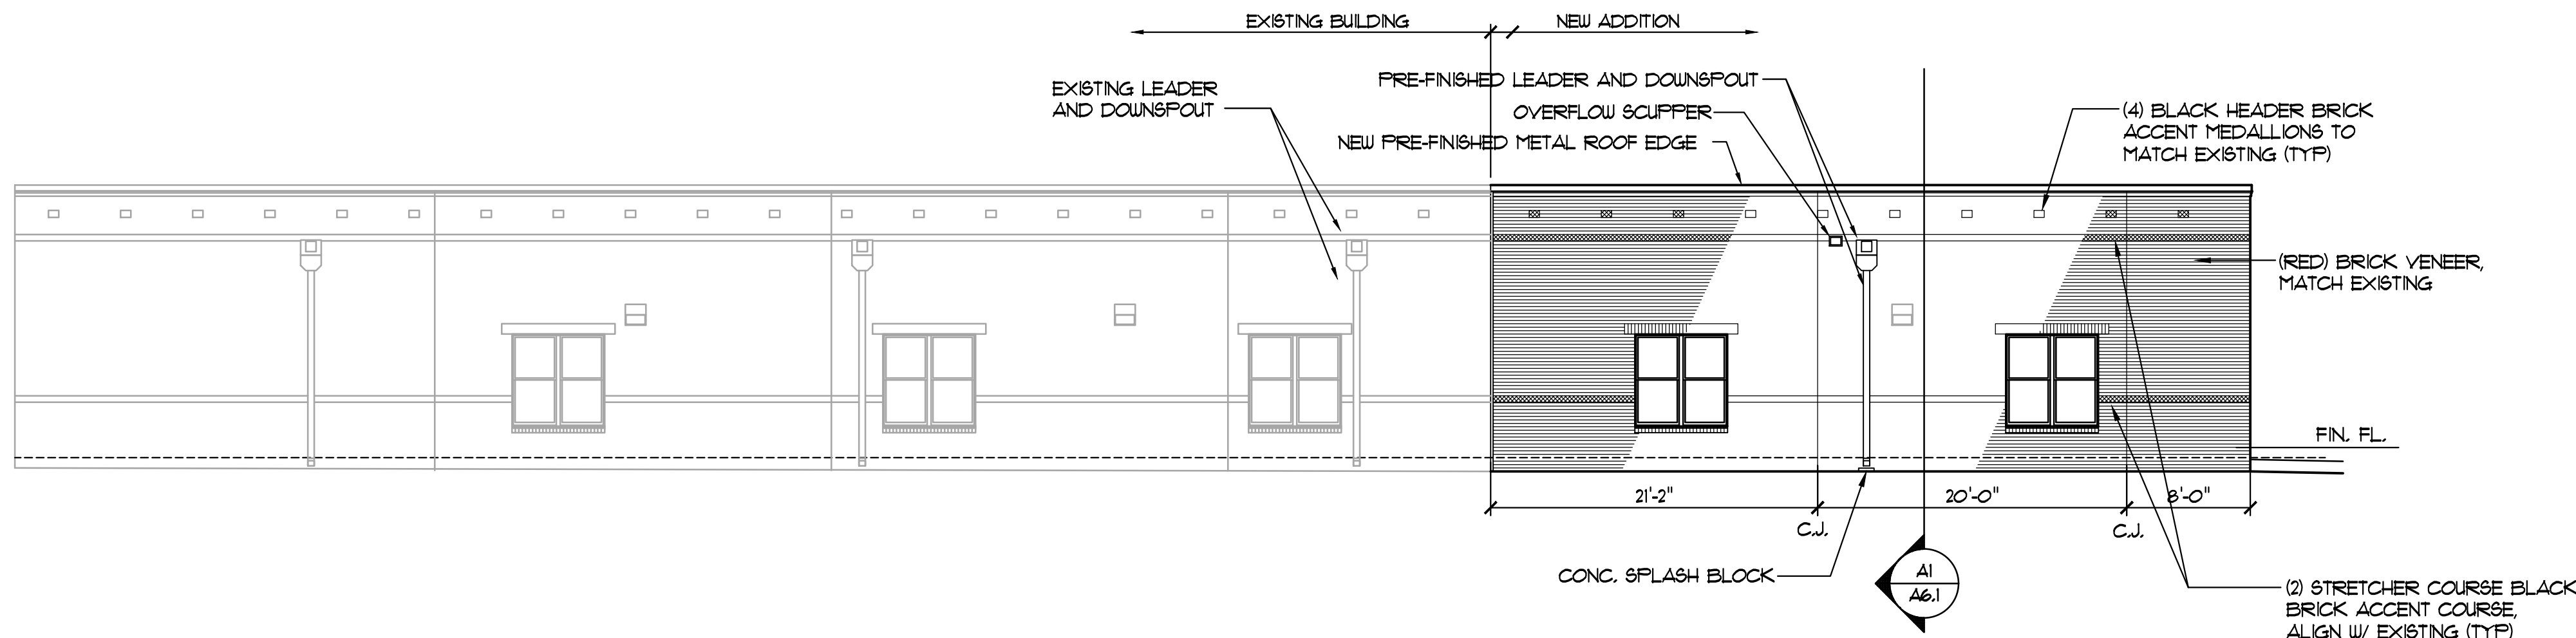 EXISTING BUILDING
NEW ADDITION
EXISTING LEADER
AND DOWNSPOUT
PRE-FINISHED LEADER AND DOWNSPOUT
OVERFLOW SCUPPER
NEW PRE-FINISHED METAL ROOF EDGE
(4) BLACK HEADER BRICK
ACCENT MEDALLIONS TO
MATCH EXISTING (TYP)
(RED) BRICK VENEER,
MATCH EXISTING
FIN. FL.
21'-2"
20'-0"
8'-0"
C.J.
C.J.
CONC. SPLASH BLOCK
A1
A6.1
(2) STRETCHER COURSE BLACK
BRICK ACCENT COURSE,
ALIGN W/ EXISTING (TYP)